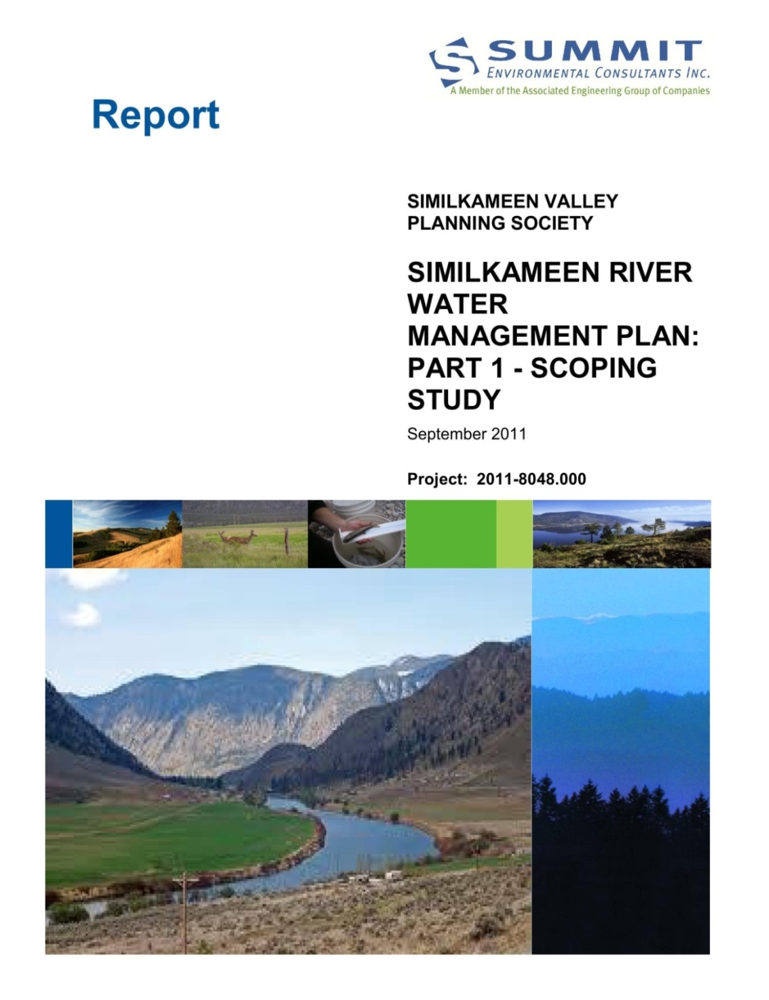 SUMMIT
ENVIRONMENTAL CONSULTANTS INC.
A Member of the Associated Engineering Group of Companies
Report
SIMILKAMEEN VALLEY
PLANNING SOCIETY
SIMILKAMEEN RIVER
WATER
MANAGEMENT PLAN:
PART 1 - SCOPING
STUDY
September 2011
Project: 2011-8048.000